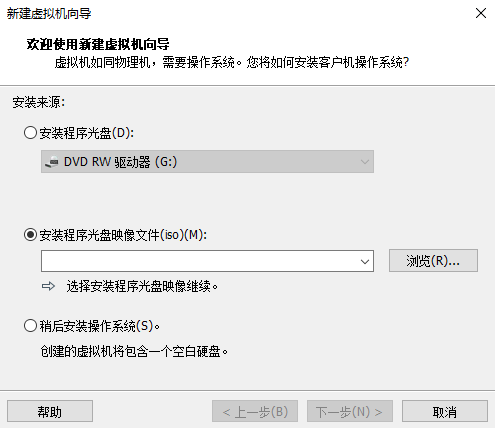 新建虚拟机向导
欢迎使用新建虚拟机向导
虚拟机如同物理机，需要操作系统。您将如何安装客户机操作系统?
安装来源:
安装程序光盘(D):
DVD RW 驱动器 (G:)
安装程序光盘映像文件(iso)(M):
浏览(R)...
选择安装程序光盘映像继续。
稍后安装操作系统(S)。
创建的虚拟机将包含一个空白硬盘。
帮助
< 上一步(B)
下一步(N) >
取消